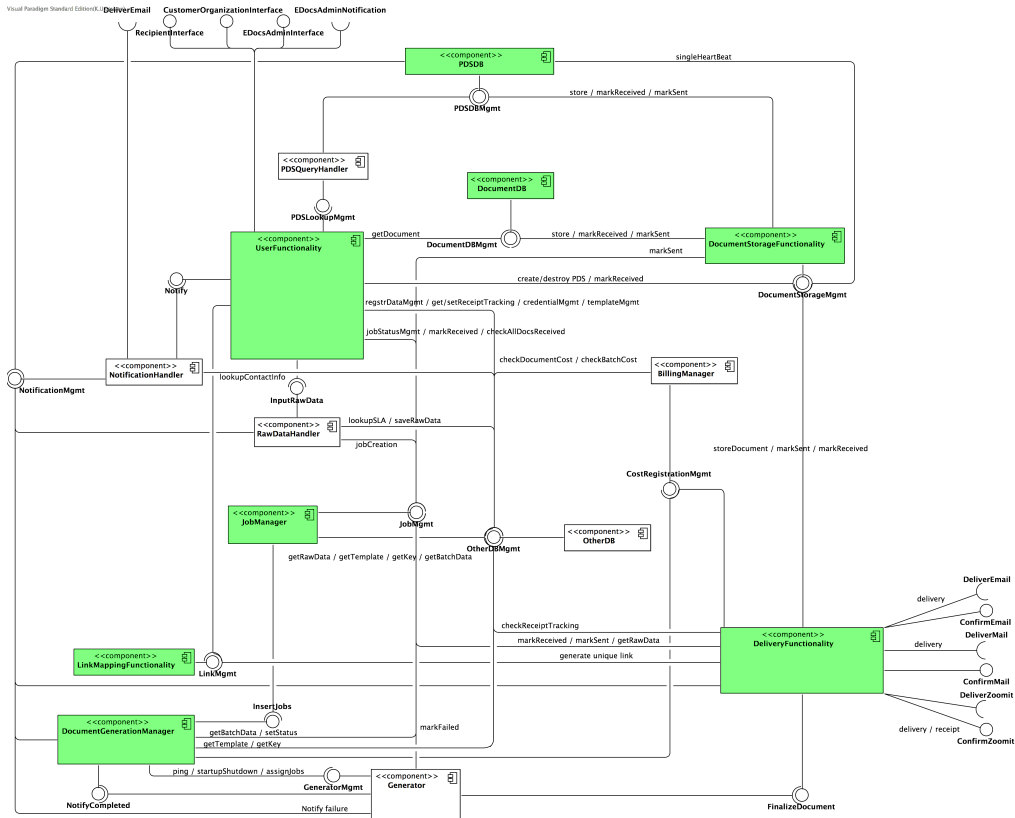 Visual Paradigm Standard Edition(K.U.
DeliverEmail
CustomerOrganizationInterface
EDocsAdminNotification
RecipientInterface
EDocsAdminInterface
<<component>>
PDSDB
singleHeartBeat
store / markReceived / markSent
PDSDBMgmt
<<component>>
PDSQueryHandler
<<component>>
DocumentDB
PDSLookupMgmt
<<component>>
UserFunctionality
getDocument
DocumentDBMgmt
store / markReceived / markSent
<<component>>
DocumentStorageFunctionality
markSent
create/destroy PDS / markReceived
Notify
DocumentStorageMgmt
registrDataMgmt / get/setReceiptTracking / credentialMgmt / templateMgmt
jobStatusMgmt / markReceived / checkAllDocsReceived
<<component>>
NotificationHandler
checkDocumentCost / checkBatchCost
<<component>>
BillingManager
lookupContactInfo
NotificationMgmt
InputRawData
<<component>>
RawDataHandler
lookupSLA / saveRawData
jobCreation
storeDocument / markSent / markReceived
CostRegistrationMgmt
<<component>>
JobManager
JobMgmt
<<component>>
OtherDB
OtherDBMgmt
getRawData / getTemplate / getKey / getBatchData
DeliverEmail
delivery
ConfirmEmail
checkReceiptTracking
<<component>>
DeliveryFunctionality
DeliverMail
markReceived / markSent / getRawData
delivery
generate unique link
<<component>>
LinkMappingFunctionality
LinkMgmt
ConfirmMail
DeliverZoomit
InsertJobs
<<component>>
DocumentGenerationManager
getBatchData / setStatus
markFailed
delivery / receipt
getTemplate / getKey
ConfirmZoomit
ping / startupShutdown / assignJobs
GeneratorMgmt
<<component>>
Generator
NotifyCompleted
Notify failure
FinalizeDocument